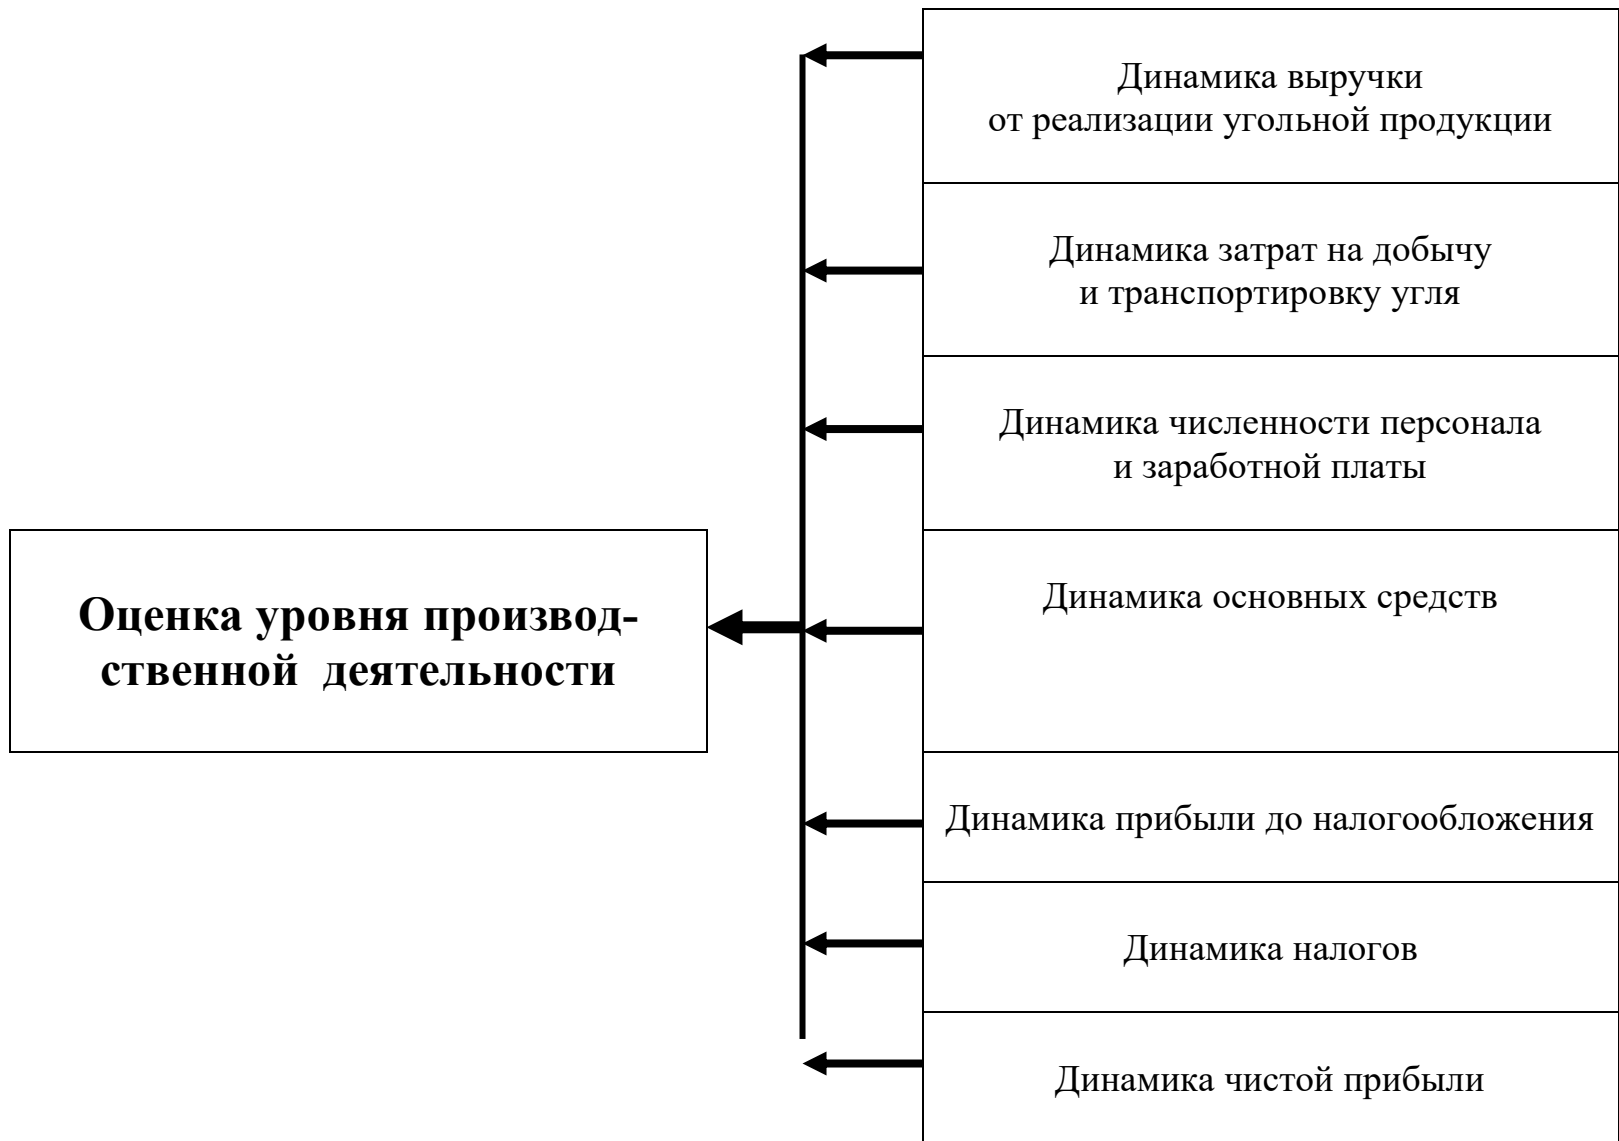 Динамика выручки
от реализации угольной продукции
Динамика затрат на добычу
и транспортировку угля
Динамика численности персонала
и заработной платы
Оценка уровня производ-
ственной деятельности
Динамика основных средств
Динамика прибыли до налогообложения
Динамика налогов
Динамика чистой прибыли